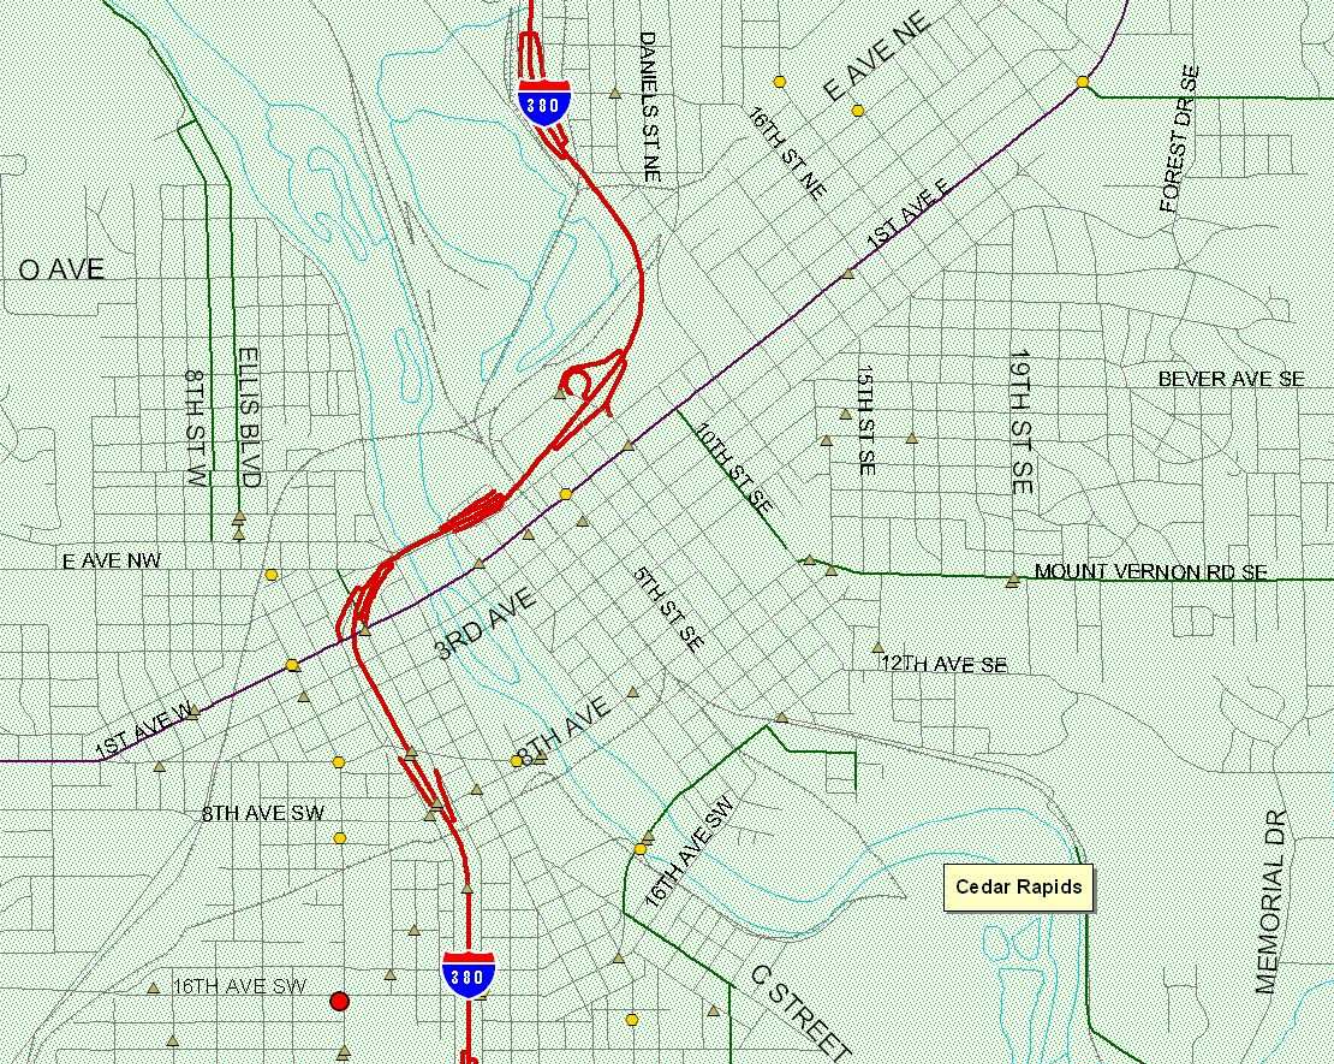 DANIELS ST NE
E AVE NE
380
16TH ST NE
FOREST DR SE
1ST AVE E
O AVE
8TH ST W
ELLIS BLVD
15TH ST SE
19TH ST SE
BEVER AVE SE
10TH ST SE
E AVE NW
MOUNT VERNON RD SE
5TH ST SE
3RD AVE
12TH AVE SE
1ST AVE W
8TH AVE
8TH AVE SW
16TH AVE SW
MEMORIAL DR
Cedar Rapids
16TH AVE SW
380
C STREET